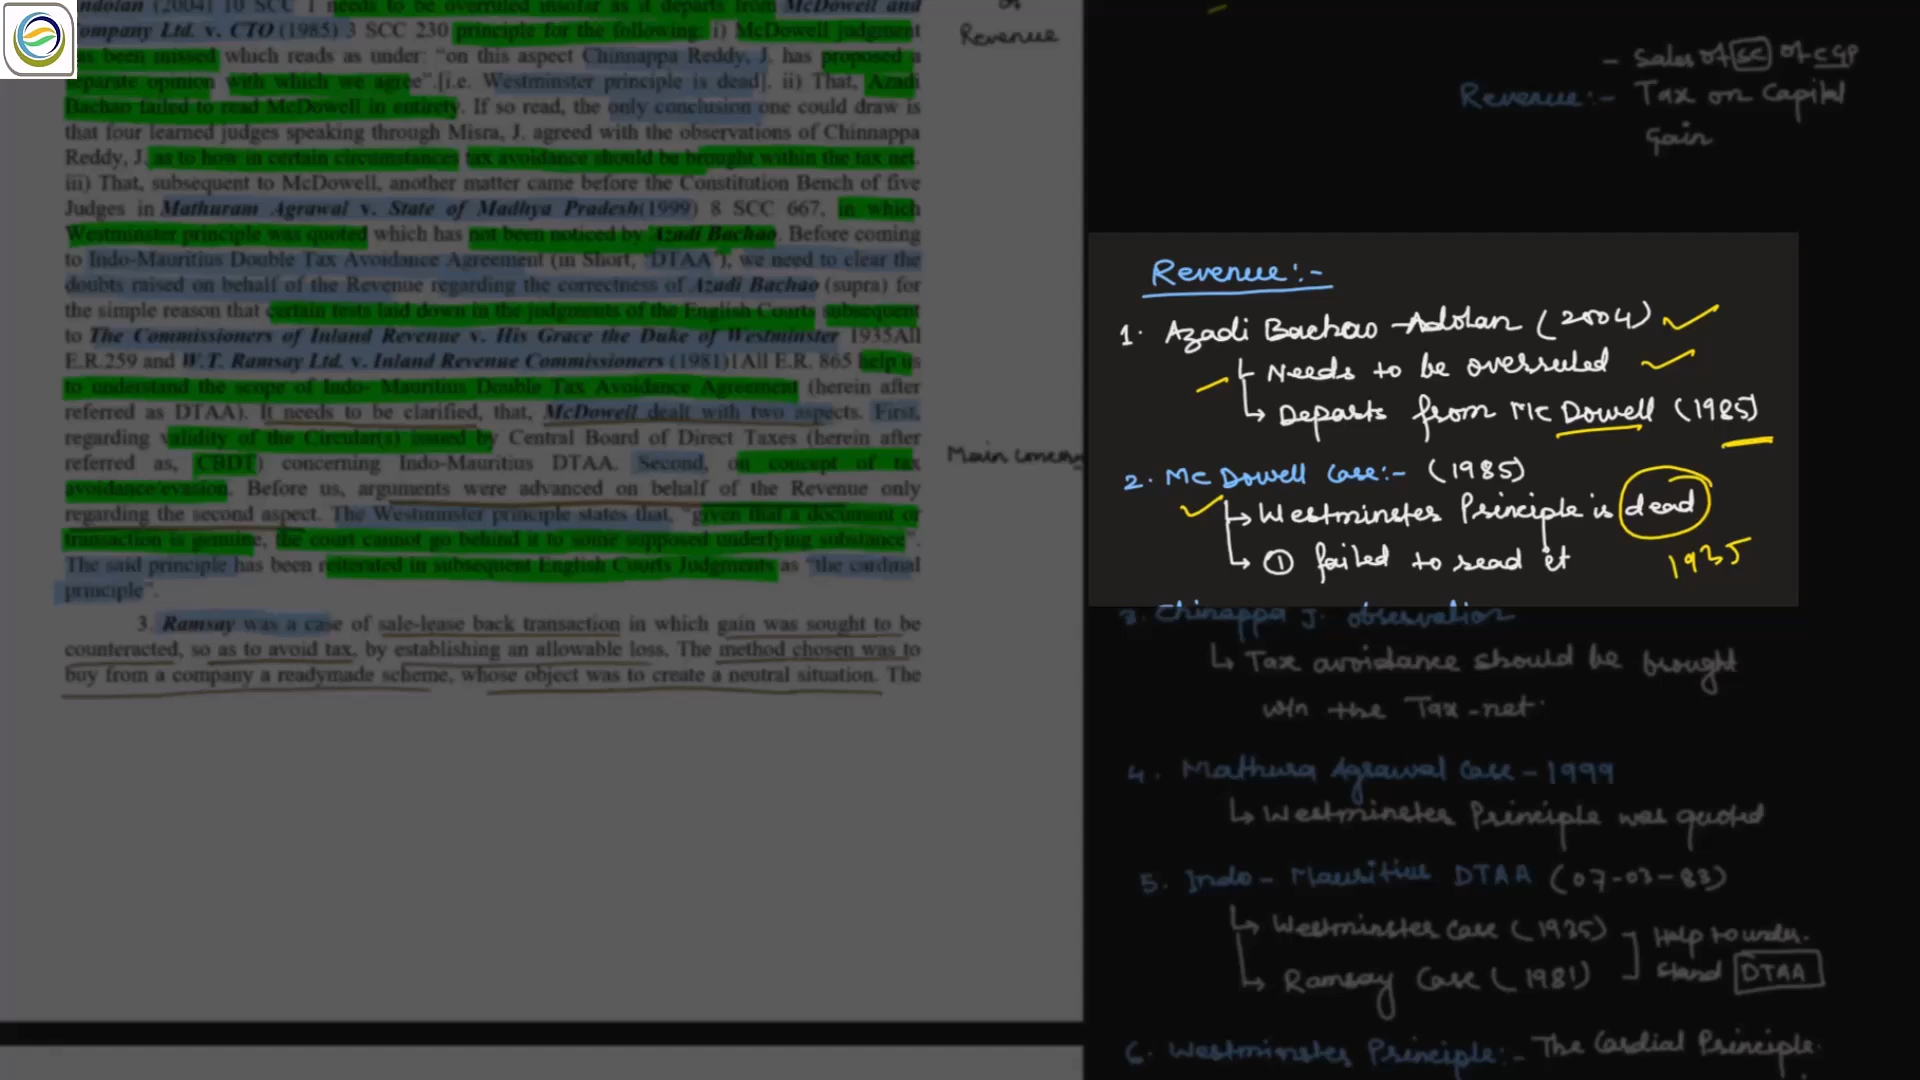 ndolan (2004) 10 SCC 1 needs to be overruled insofar as it departs from McDowell and
ompany Ltd. v. CTO (1985) 3 SCC 230 principle for the following: i) McDowell judgment
has been missed which reads as under: “on this aspect Chinnappa Reddy, J. has proposed a
separate opinion with which we agree”.[i.e. Westminster principle is dead]. ii) That, Azadi
Bachao failed to read McDowell in entirety. If so read, the only conclusion one could draw is
that four learned judges speaking through Misra, J. agreed with the observations of Chinnappa
Reddy, J. as to how in certain circumstances tax avoidance should be brought within the tax net.
iii) That, subsequent to McDowell, another matter came before the Constitution Bench of five
Judges in Mathuram Agrawal v. State of Madhya Pradesh(1999) 8 SCC 667, in which
Westminster principle was quoted which has not been noticed by Azadi Bachao. Before coming
to Indo-Mauritius Double Tax Avoidance Agreement (in Short, “DTAA”), we need to clear the
doubts raised on behalf of the Revenue regarding the correctness of Azadi Bachao (supra) for
the simple reason that certain tests laid down in the judgments of the English Courts subsequent
to The Commissioners of Inland Revenue v. His Grace the Duke of Westminster 1935All
E.R.259 and W.T. Ramsay Ltd. v. Inland Revenue Commissioners (1981)1All E.R. 865 help us
to understand the scope of Indo- Mauritius Double Tax Avoidance Agreement (herein after
referred as DTAA). It needs to be clarified, that, McDowell dealt with two aspects. First,
regarding validity of the Circular(s) issued by Central Board of Direct Taxes (herein after
referred as, CBDT) concerning Indo-Mauritius DTAA. Second, on concept of tax
avoidance/evasion. Before us, arguments were advanced on behalf of the Revenue only
regarding the second aspect. The Westminster principle states that, “given that a document or
transaction is genuine, the court cannot go behind it to some supposed underlying substance”.
The said principle has been reiterated in subsequent English Courts Judgments as “the cardinal
principle”.
3. Ramsay was a case of sale-lease back transaction in which gain was sought to be
counteracted, so as to avoid tax, by establishing an allowable loss. The method chosen was to
buy from a company a readymade scheme, whose object was to create a neutral situation. The
of
Revenue
Main concern
- Sales of SC of CGP
Revenue:- Tax on Capital
Gain
Revenue:-
1. Azadi Bachao Adolan (2004)
Needs to be overruled
Departs from Mc Dowell (1985)
2. Mc Dowell Case:- (1985)
Westminster Principle is dead
① failed to read it
1935
3. Chinappa J. observation
Tax avoidance should be brought
w/n the Tax-net.
4. Mathura Agrawal Case - 1999
Westminster Principle was quoted
5. Indo - Mauritius DTAA (07-03-83)
Westminster Case (1935)
Ramsay Case (1981)
Help to under-
stand DTAA
6. Westminster Principle:- The Cardial Principle.